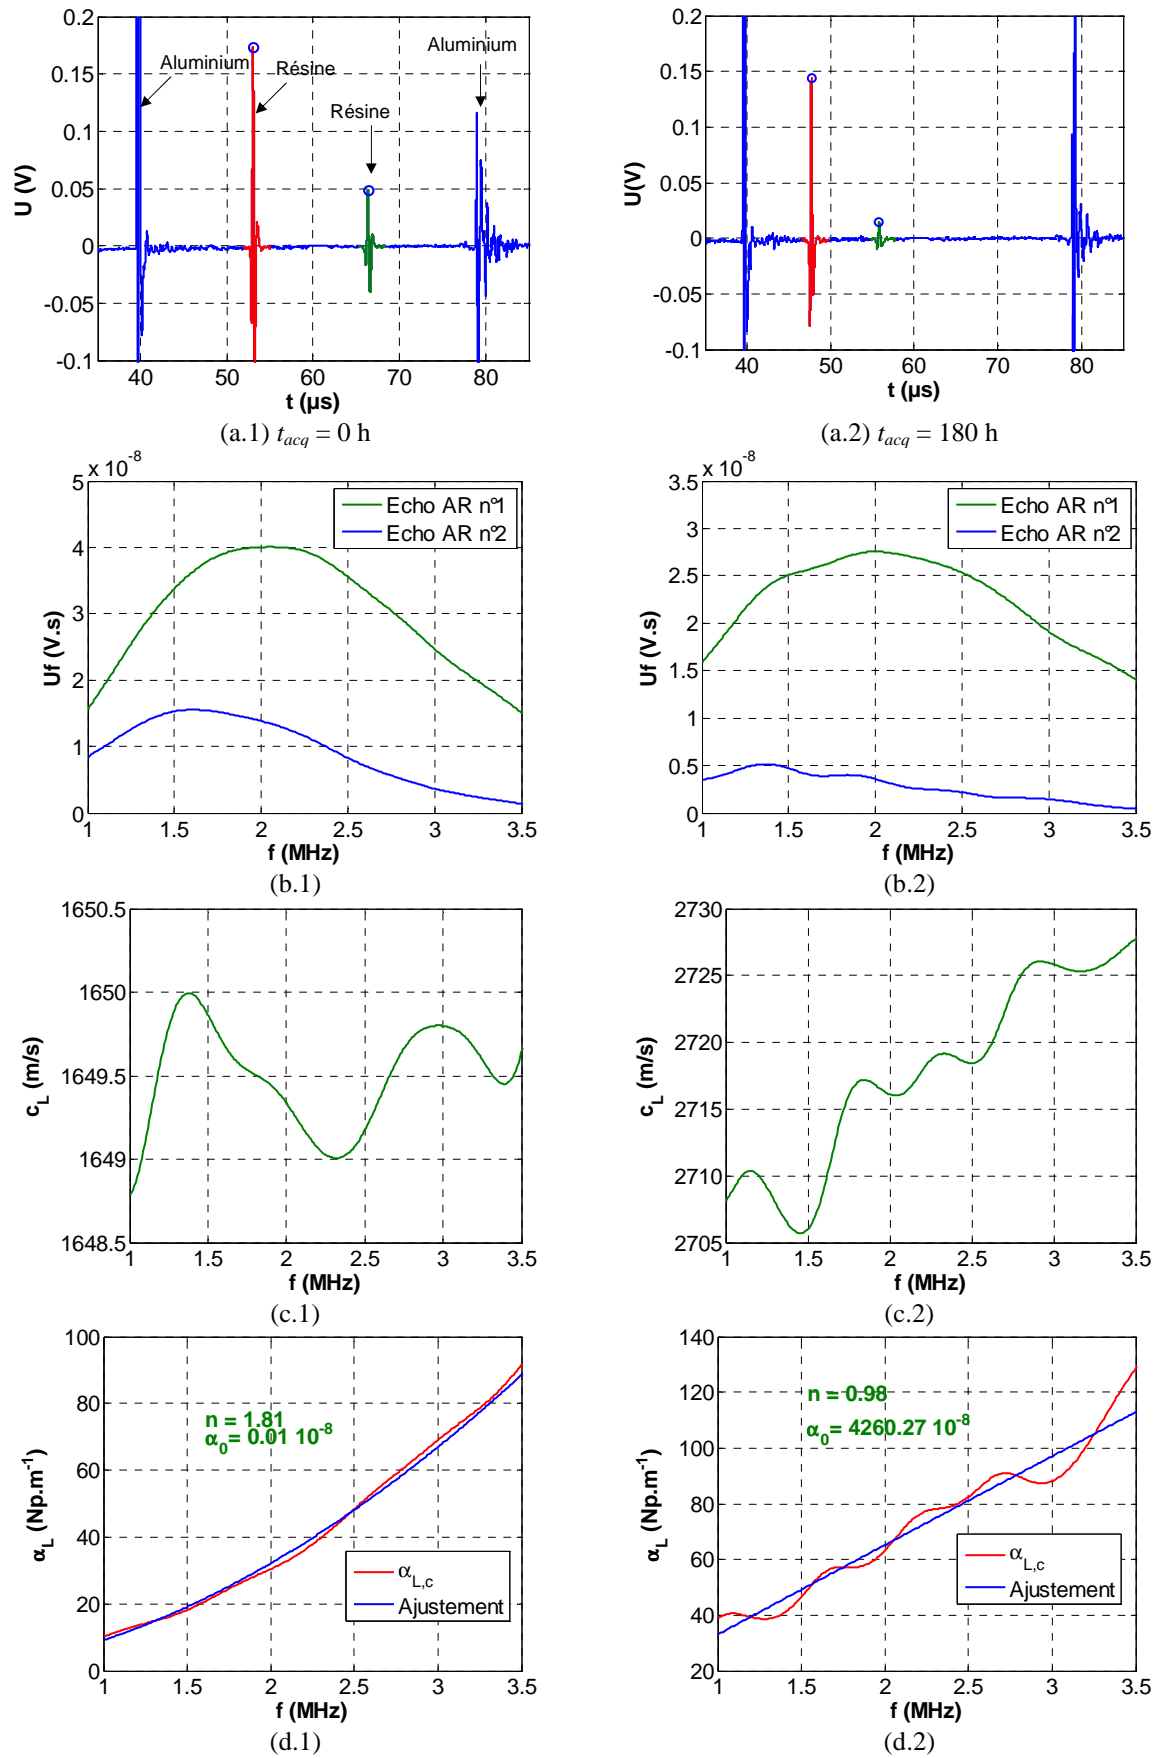 0.2
0.15
0.1
0.05
0
-0.05
-0.1
U (V)
Aluminium
Résine
Résine
Aluminium
40 50 60 70 80
t (µs)
(a.1) tacq = 0 h
0.2
0.15
0.1
0.05
0
-0.05
-0.1
U(V)
40 50 60 70 80
t (µs)
(a.2) tacq = 180 h
x 10-8
5
4
3
2
1
0
Uf (V.s)
Echo AR n°1
Echo AR n°2
1 1.5 2 2.5 3 3.5
f (MHz)
(b.1)
x 10-8
3.5
3
2.5
2
1.5
1
0.5
0
Uf (V.s)
Echo AR n°1
Echo AR n°2
1 1.5 2 2.5 3 3.5
f (MHz)
(b.2)
1650.5
1650
1649.5
1649
1648.5
cL (m/s)
1 1.5 2 2.5 3 3.5
f (MHz)
(c.1)
2730
2725
2720
2715
2710
2705
cL (m/s)
1 1.5 2 2.5 3 3.5
f (MHz)
(c.2)
100
80
60
40
20
0
αL (Np.m-1)
n = 1.81
α0= 0.01 10-8
αL,c
Ajustement
1 1.5 2 2.5 3 3.5
f (MHz)
(d.1)
140
120
100
80
60
40
20
αL (Np.m-1)
n = 0.98
α0= 4260.27 10-8
αL,c
Ajustement
1 1.5 2 2.5 3 3.5
f (MHz)
(d.2)